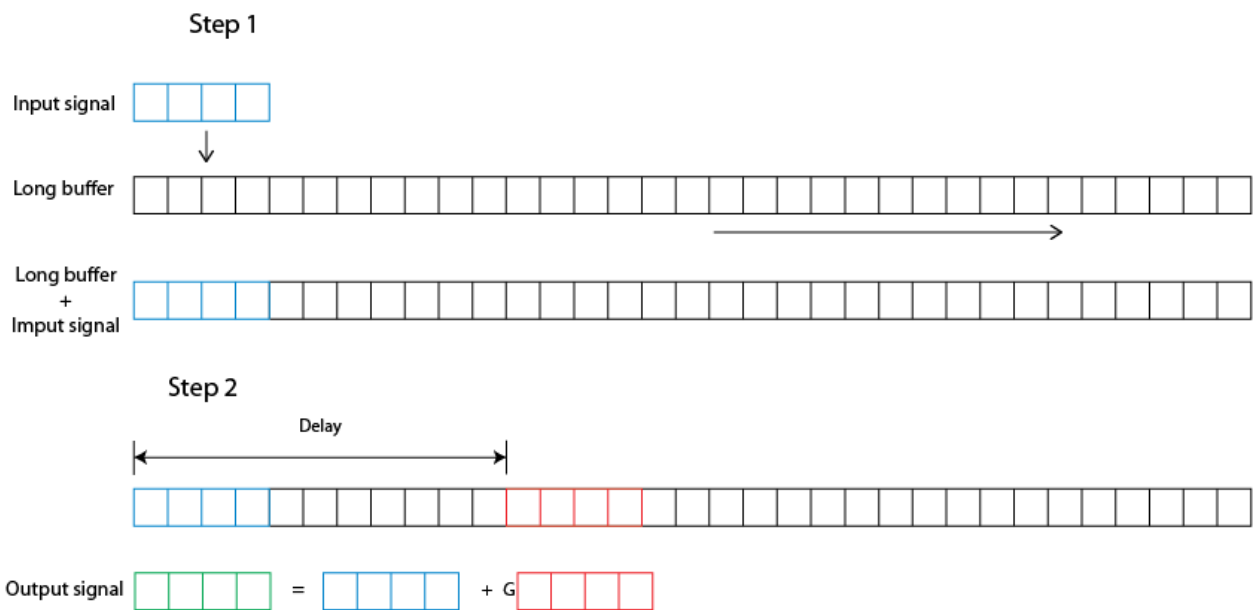 Step 1
Input signal
Long buffer
Long buffer
+
Imput signal
Step 2
Delay
Output signal = + G